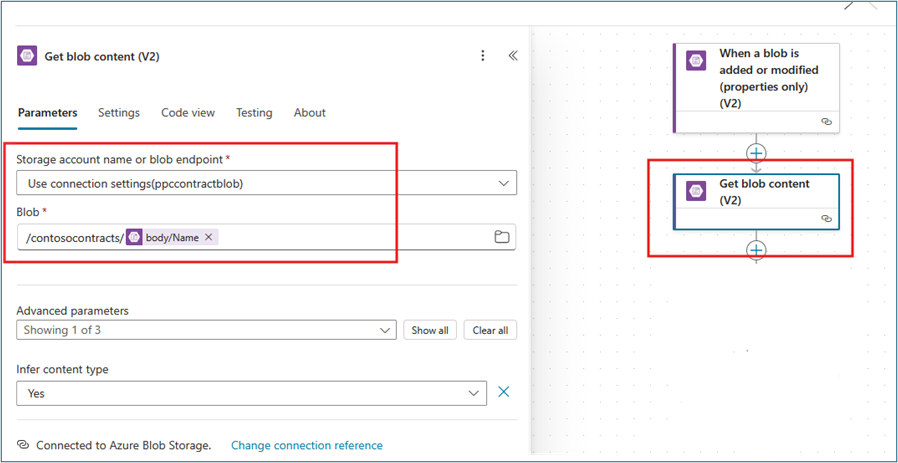 Get blob content (V2)
Parameters Settings Code view Testing About
Storage account name or blob endpoint *
Use connection settings(ppccontractblob)
Blob *
/contosocontracts/ body/Name ×
Advanced parameters
Showing 1 of 3 Show all Clear all
Infer content type
Yes
Connected to Azure Blob Storage. Change connection reference
When a blob is
added or modified
(properties only)
(V2)
Get blob content
(V2)